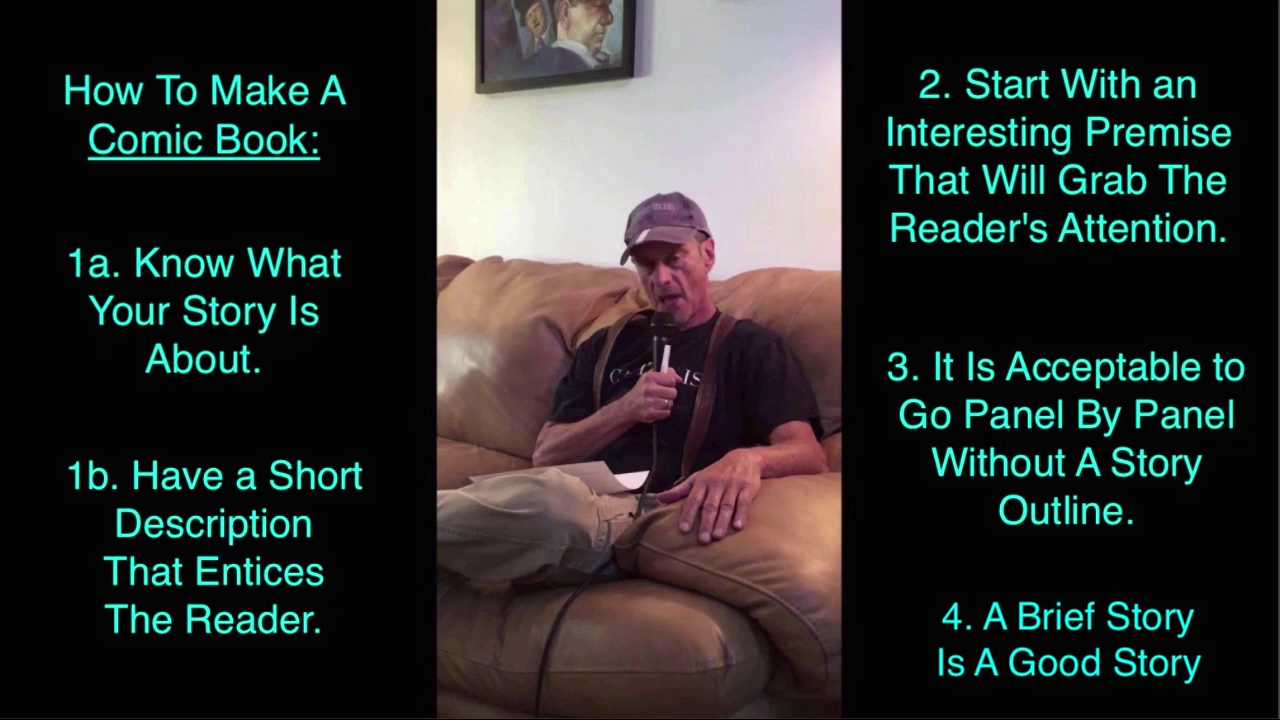 How To Make A
Comic Book:
1a. Know What
Your Story Is
About.
1b. Have a Short
Description
That Entices
The Reader.
2. Start With an
Interesting Premise
That Will Grab The
Reader's Attention.
3. It Is Acceptable to
Go Panel By Panel
Without A Story
Outline.
4. A Brief Story
Is A Good Story